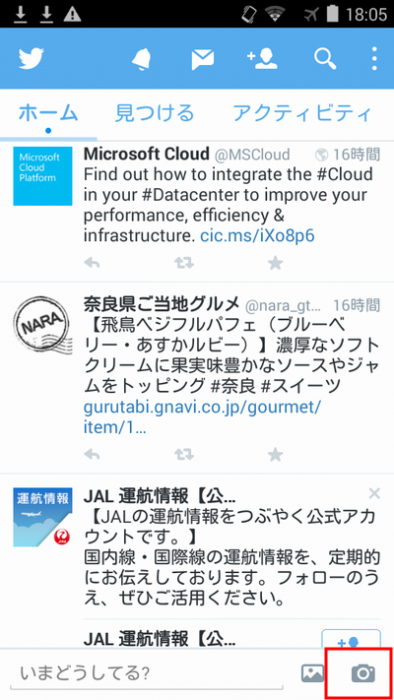 18:05
ホーム 見つける アクティビティ
Microsoft Cloud Platform
Microsoft Cloud @MSCloud 16時間
Find out how to integrate the #Cloud
in your #Datacenter to improve your
performance, efficiency &
infrastructure. cic.ms/iXo8p6
NARA
奈良県ご当地グルメ @nara_gt... 16時間
【飛鳥ベジフルパフェ（ブルーベ
リー・あすかルビー）】濃厚なソフト
クリームに果実味豊かなソースやジャ
ムをトッピング #奈良 #スイーツ
gurutabi.gnavi.co.jp/gourmet/
item/1...
運航情報
JAL 運航情報【公...
【JALの運航情報をつぶやく公式アカ
ウントです。】
国内線・国際線の運航情報を、定期的
にお伝えしております。フォローのう
え、ぜひご活用ください。
JAL 運航情報【公...
いまどうしてる?